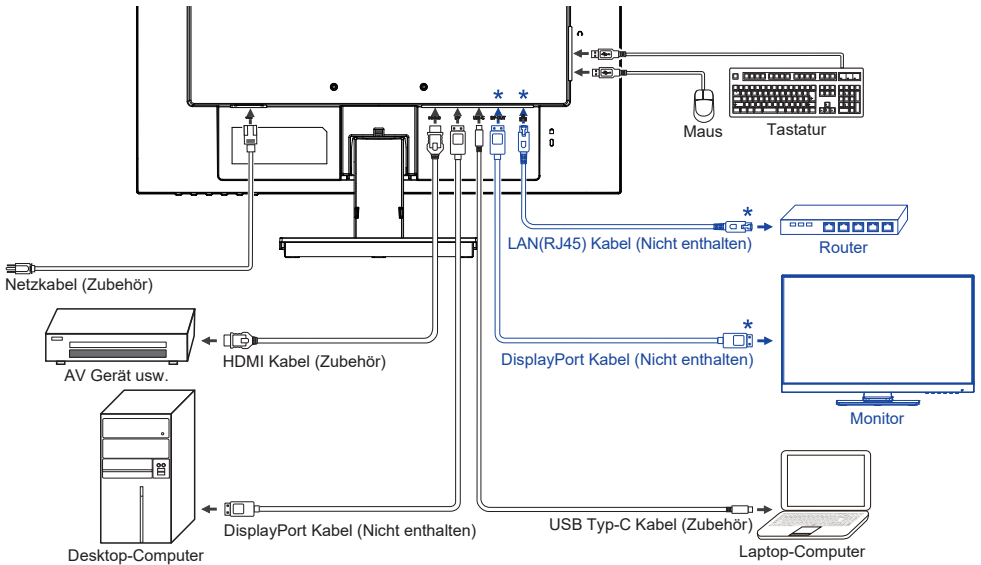 *
*
Maus
Tastatur
*
LAN(RJ45) Kabel (Nicht enthalten)
Router
Netzkabel (Zubehör)
*
HDMI Kabel (Zubehör)
DisplayPort Kabel (Nicht enthalten)
AV Gerät usw.
Monitor
DisplayPort Kabel (Nicht enthalten)
USB Typ-C Kabel (Zubehör)
Desktop-Computer
Laptop-Computer